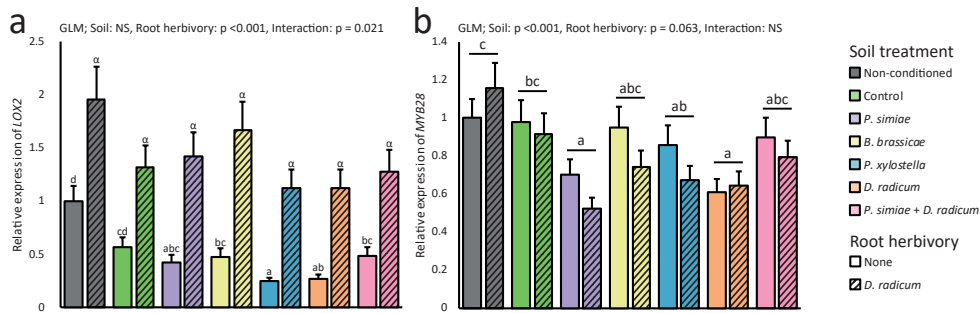 a
GLM; Soil: NS, Root herbivory: p <0.001, Interaction: p = 0.021
Relative expression of LOX2
2.5
2
1.5
1
0.5
0
d
α
cd
α
abc
α
bc
α
a
α
ab
α
bc
α
b
GLM; Soil: p <0.001, Root herbivory: p = 0.063, Interaction: NS
Relative expression of MYB28
1.4
1.2
1
0.8
0.6
0.4
0.2
0
c
bc
a
abc
ab
a
abc
Soil treatment
Non-conditioned
Control
P. simiae
B. brassicae
P. xylostella
D. radicum
P. simiae + D. radicum
Root herbivory
None
D. radicum